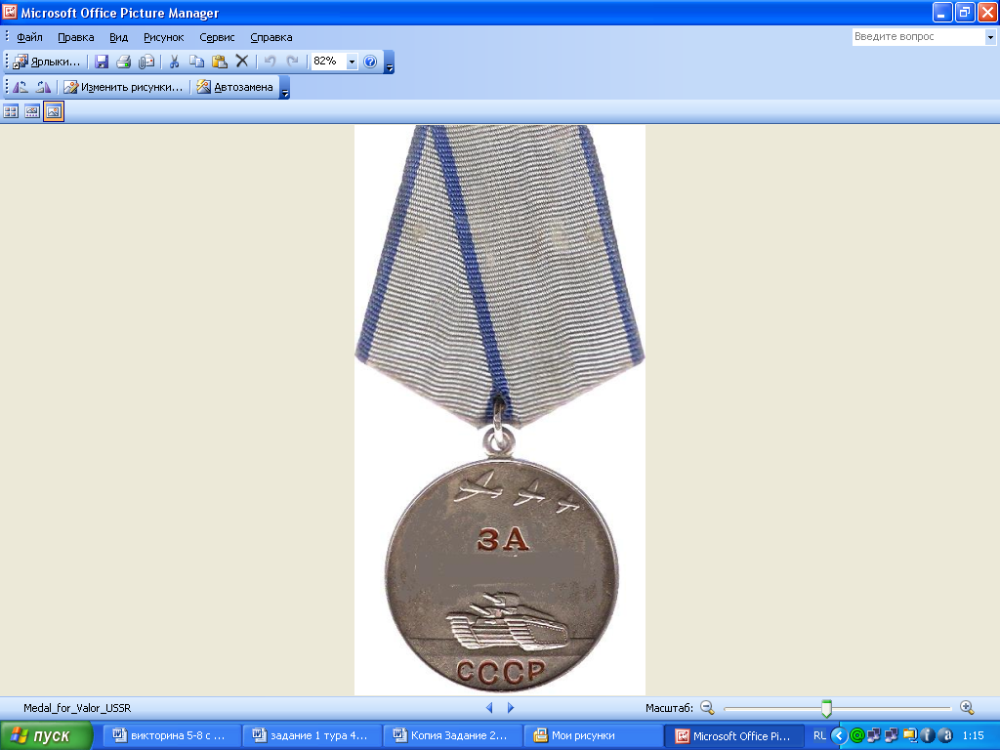 Microsoft Office Picture Manager
Файл Правка Вид Рисунок Сервис Справка
Введите вопрос
Ярлыки... 82%
Изменить рисунки... Автозамена
ЗА
СССР
Medal_for_Valor_USSR
Масштаб:
пуск викторина 5-8 с ... задание 1 тура 4... Копия Задание 2... Мои рисунки Microsoft Office Pi... RL 1:15